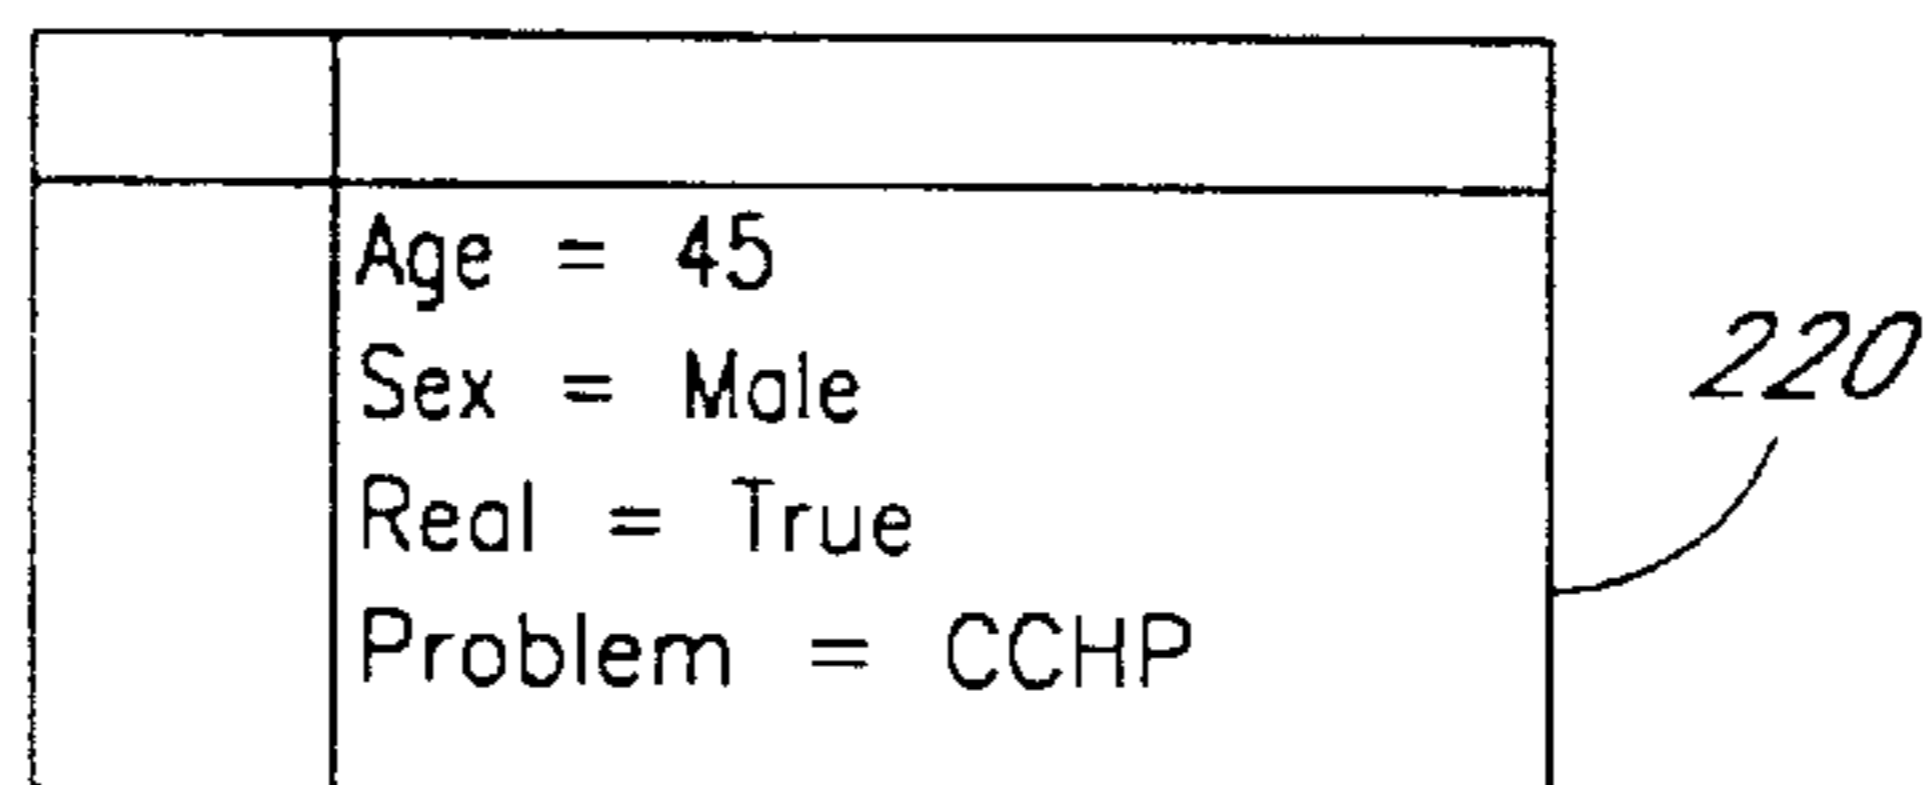 Age = 45
Sex = Male
220
Real = True
Problem = CCHP